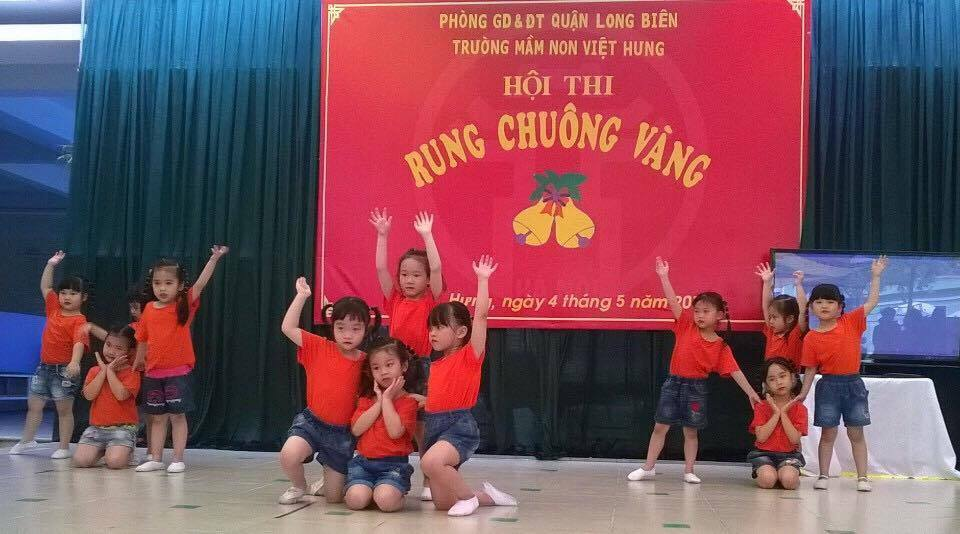 PHÒNG GD&ĐT QUẬN LONG BIÊN
TRƯỜNG MẦM NON VIỆT HƯNG
HỘI THI
RUNG CHUÔNG VÀNG
Hưng, ngày 4 tháng 5 năm